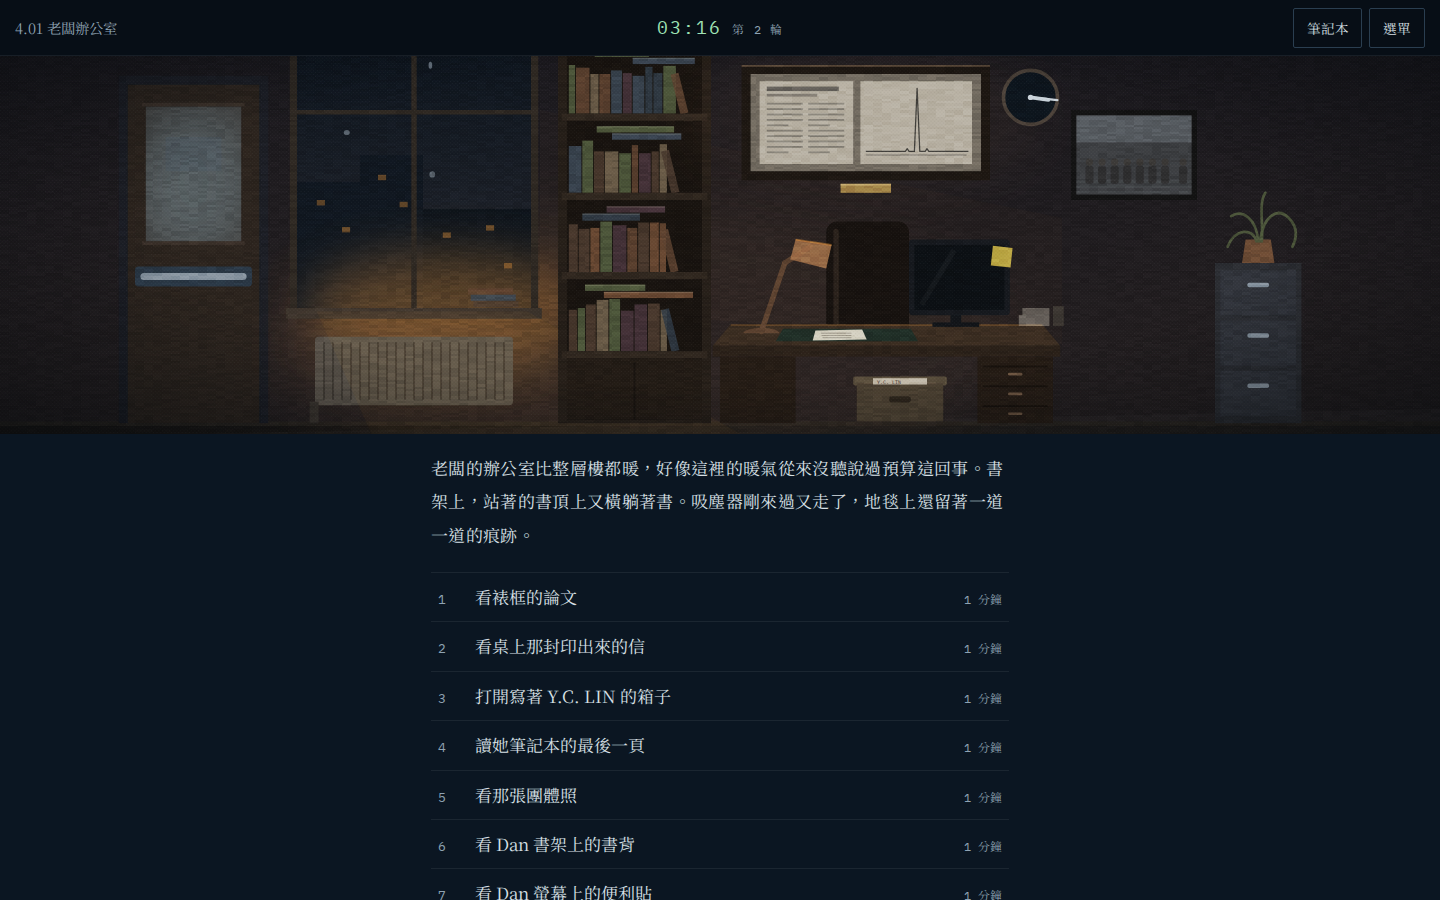 4.01 老闆辦公室
03:16 第 2 輪
筆記本
選單
Y.C. LIN
老闆的辦公室比整層樓都暖，好像這裡的暖氣從來沒聽說過預算這回事。書
架上，站著的書頂上又橫躺著書。吸塵器剛來過又走了，地毯上還留著一道
一道的痕跡。
1 看裱框的論文 1 分鐘
2 看桌上那封印出來的信 1 分鐘
3 打開寫著 Y.C. LIN 的箱子 1 分鐘
4 讀她筆記本的最後一頁 1 分鐘
5 看那張團體照 1 分鐘
6 看 Dan 書架上的書背 1 分鐘
7 看 Dan 螢幕上的便利貼 1 分鐘